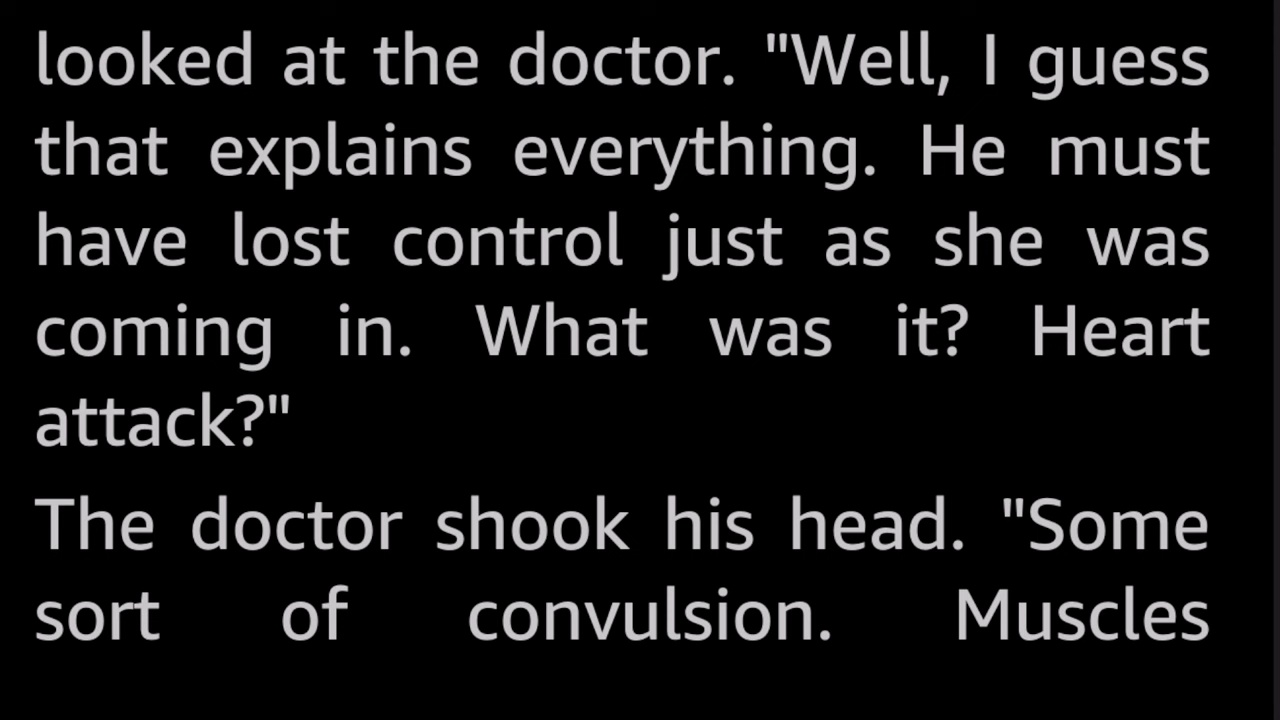 looked at the doctor. "Well, I guess
that explains everything. He must
have lost control just as she was
coming in. What was it? Heart
attack?"
The doctor shook his head. "Some
sort of convulsion. Muscles